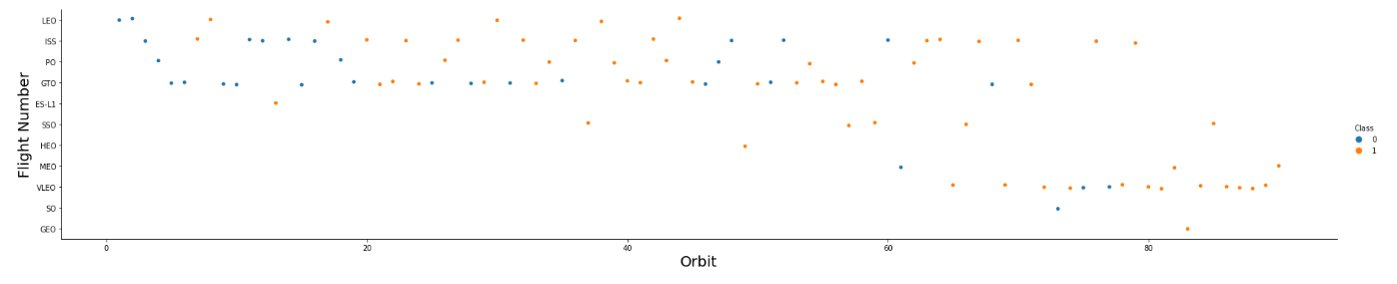 LEO
ISS
PO
GTO
ES-L1
SSO
HEO
MEO
VLEO
SO
GEO
Flight Number
0 20 40 60 80
Orbit
Class
0
1